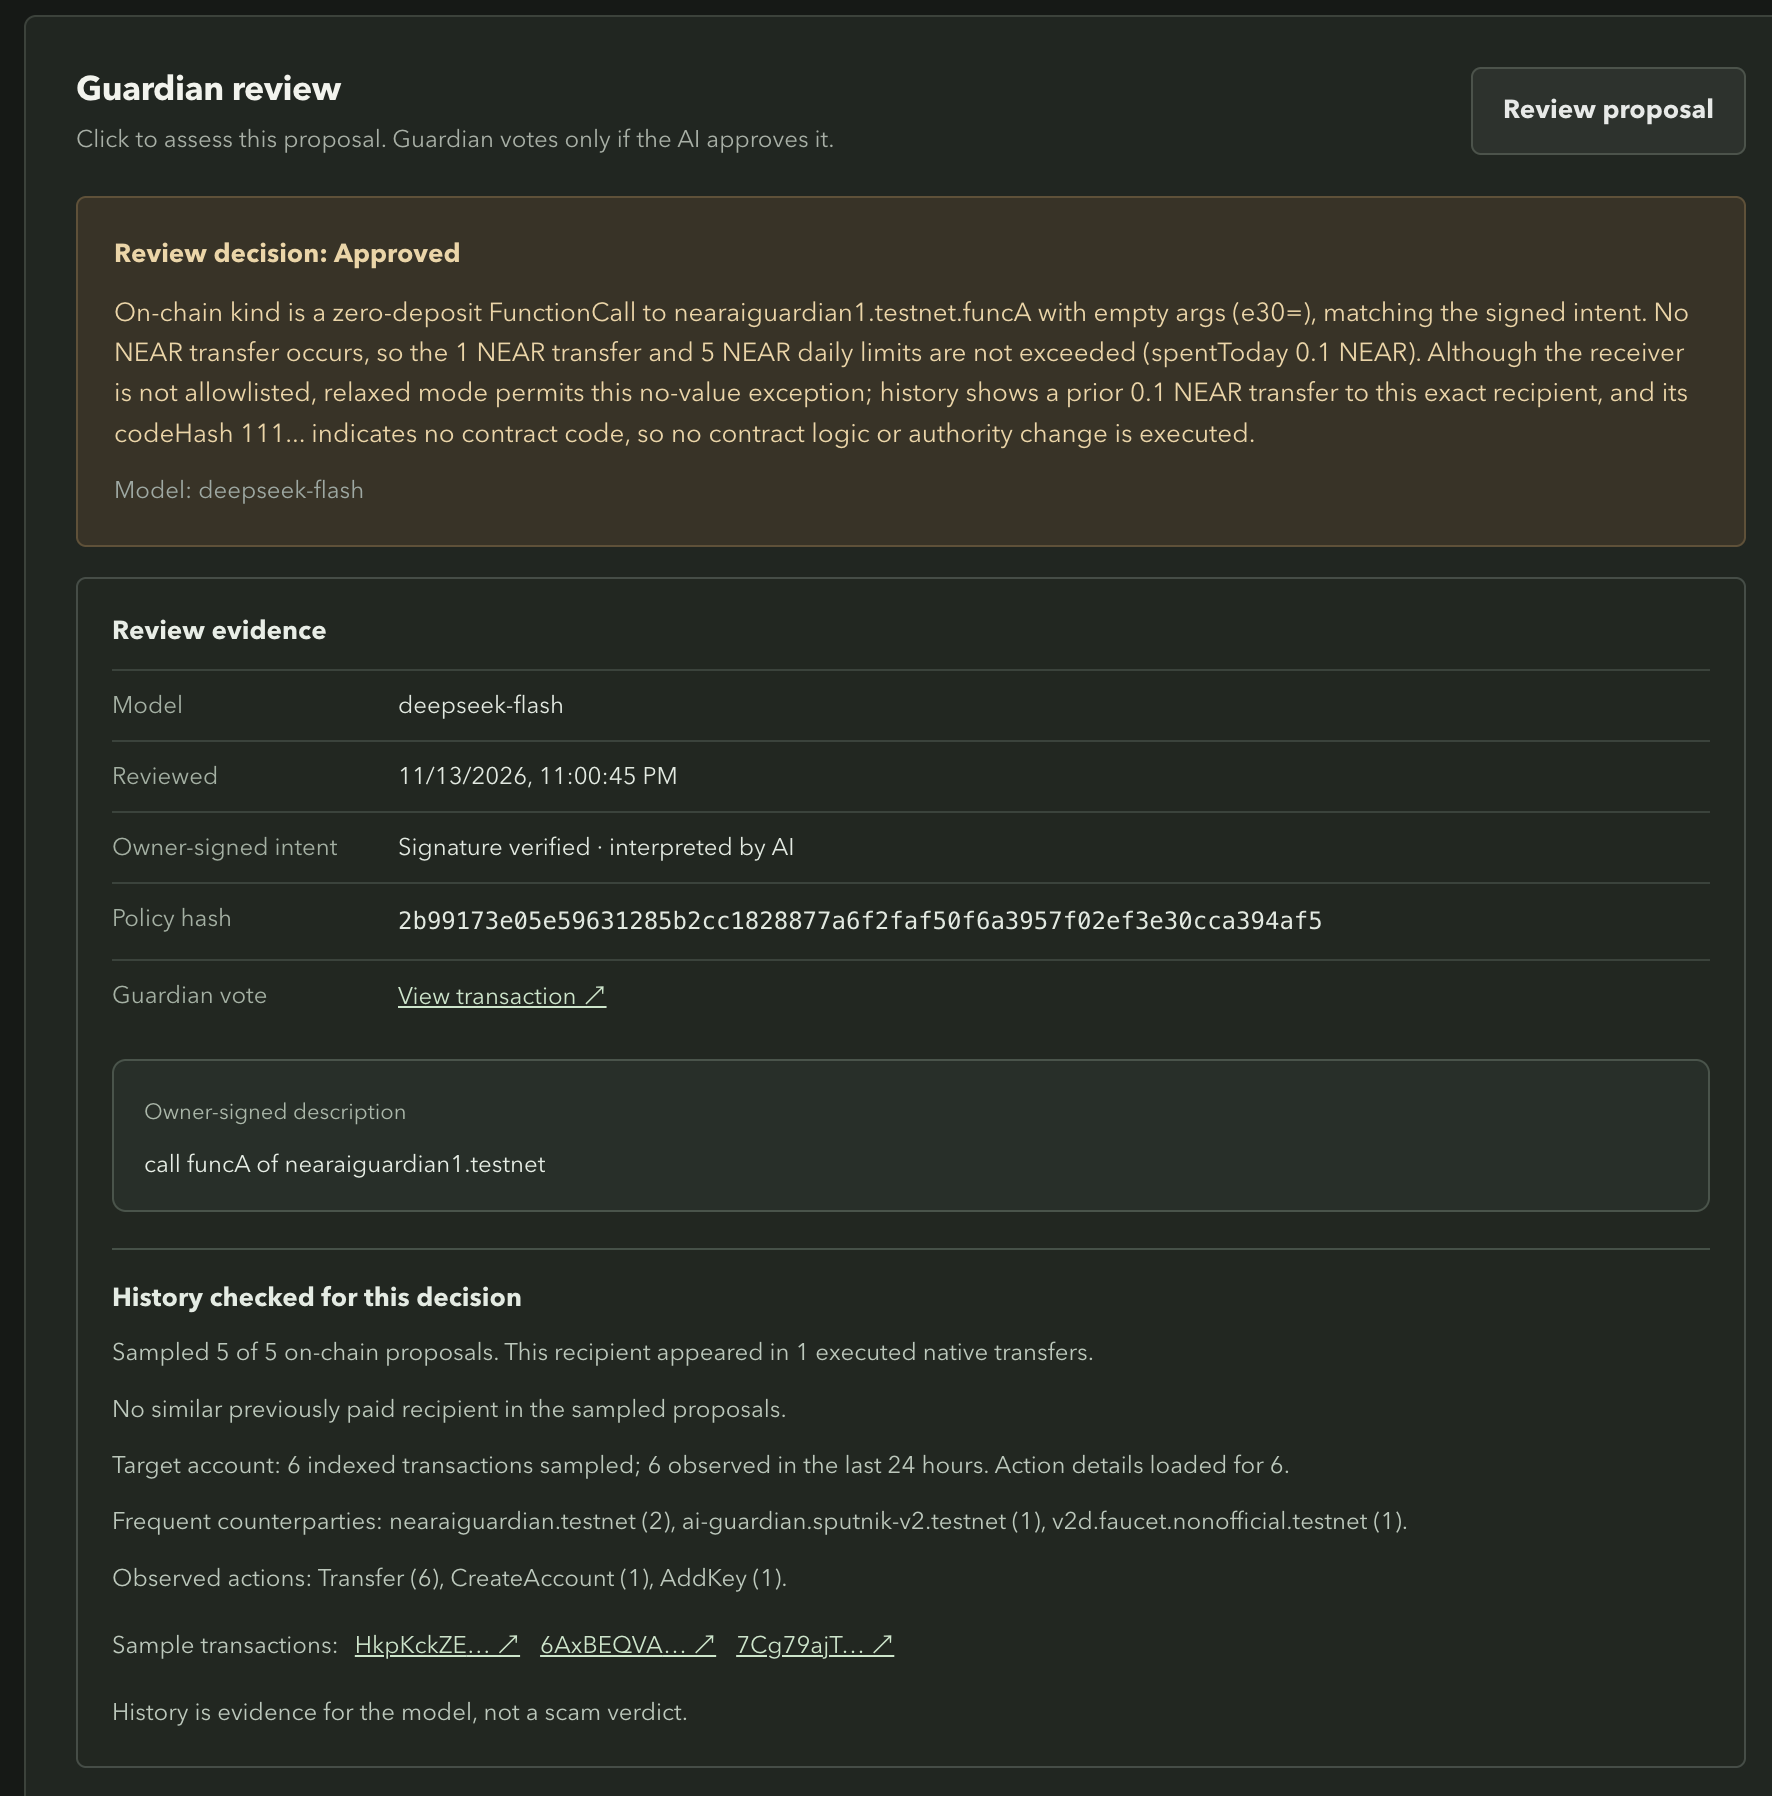 Guardian review
Click to assess this proposal. Guardian votes only if the AI approves it.
Review proposal
Review decision: Approved
On-chain kind is a zero-deposit FunctionCall to nearaiguardian1.testnet.funcA with empty args (e30=), matching the signed intent. No
NEAR transfer occurs, so the 1 NEAR transfer and 5 NEAR daily limits are not exceeded (spentToday 0.1 NEAR). Although the receiver
is not allowlisted, relaxed mode permits this no-value exception; history shows a prior 0.1 NEAR transfer to this exact recipient, and its
codeHash 111... indicates no contract code, so no contract logic or authority change is executed.
Model: deepseek-flash
Review evidence
Model deepseek-flash
Reviewed 11/13/2026, 11:00:45 PM
Owner-signed intent Signature verified · interpreted by AI
Policy hash 2b99173e05e59631285b2cc1828877a6f2faf50f6a3957f02ef3e30cca394af5
Guardian vote View transaction ↗
Owner-signed description
call funcA of nearaiguardian1.testnet
History checked for this decision
Sampled 5 of 5 on-chain proposals. This recipient appeared in 1 executed native transfers.
No similar previously paid recipient in the sampled proposals.
Target account: 6 indexed transactions sampled; 6 observed in the last 24 hours. Action details loaded for 6.
Frequent counterparties: nearaiguardian.testnet (2), ai-guardian.sputnik-v2.testnet (1), v2d.faucet.nonofficial.testnet (1).
Observed actions: Transfer (6), CreateAccount (1), AddKey (1).
Sample transactions: HkpKckZE... ↗ 6AxBEQVA... ↗ 7Cg79ajT... ↗
History is evidence for the model, not a scam verdict.